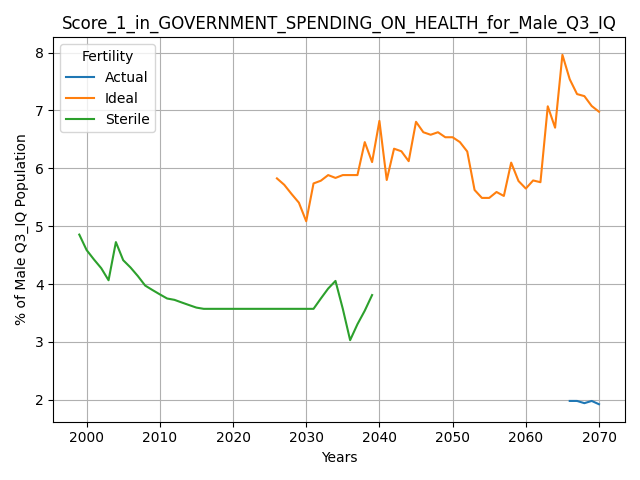 Score_1_in_GOVERNMENT_SPENDING_ON_HEALTH_for_Male_Q3_IQ
Fertility
Actual
Ideal
Sterile
% of Male Q3_IQ Population
8
7
6
5
4
3
2
2000 2010 2020 2030 2040 2050 2060 2070
Years